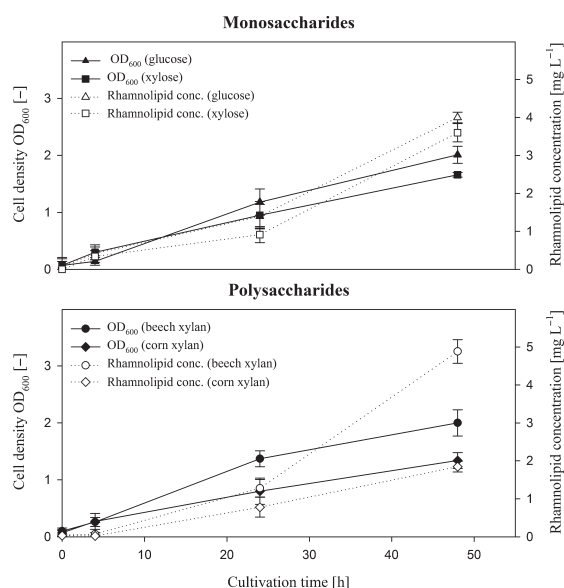 Monosaccharides
OD600 (glucose)
OD600 (xylose)
Rhamnolipid conc. (glucose)
Rhamnolipid conc. (xylose)
Cell density OD600 [–]
3
2
1
0
Rhamnolipid concentration [mg L−1]
5
4
3
2
1
0
Polysaccharides
OD600 (beech xylan)
OD600 (corn xylan)
Rhamnolipid conc. (beech xylan)
Rhamnolipid conc. (corn xylan)
Cell density OD600 [–]
3
2
1
0
Rhamnolipid concentration [mg L−1]
5
4
3
2
1
0
0 10 20 30 40 50
Cultivation time [h]